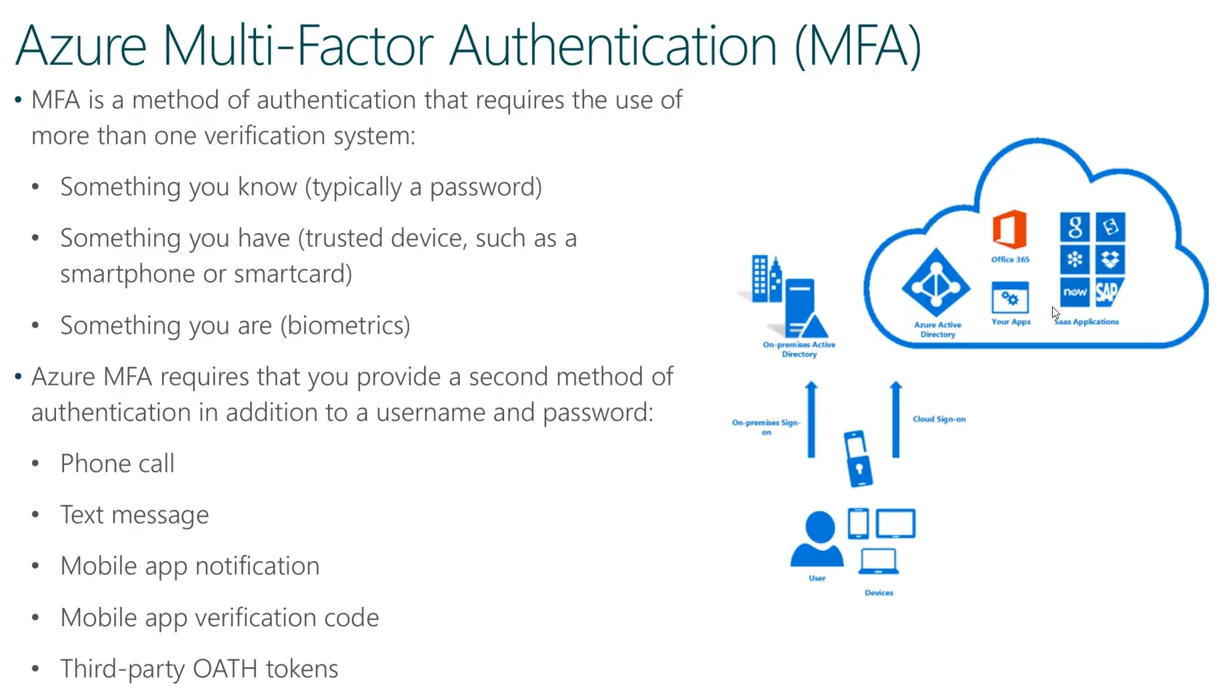 Azure Multi-Factor Authentication (MFA)
• MFA is a method of authentication that requires the use of
more than one verification system:
• Something you know (typically a password)
• Something you have (trusted device, such as a
smartphone or smartcard)
• Something you are (biometrics)
• Azure MFA requires that you provide a second method of
authentication in addition to a username and password:
• Phone call
• Text message
• Mobile app notification
• Mobile app verification code
• Third-party OATH tokens
On-premises Active
Directory
Azure Active
Directory
Office 365
Your Apps
g
now
SAP
Saas Applications
On-premises Sign-
on
Cloud Sign-on
User
Devices